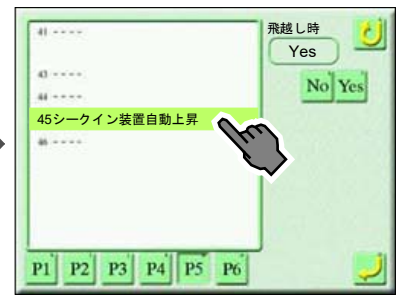 41 ----
43 ----
44 ----
45シークイン装置自動上昇
46 ----
飛越し時
Yes
No Yes
P1 P2 P3 P4 P5 P6